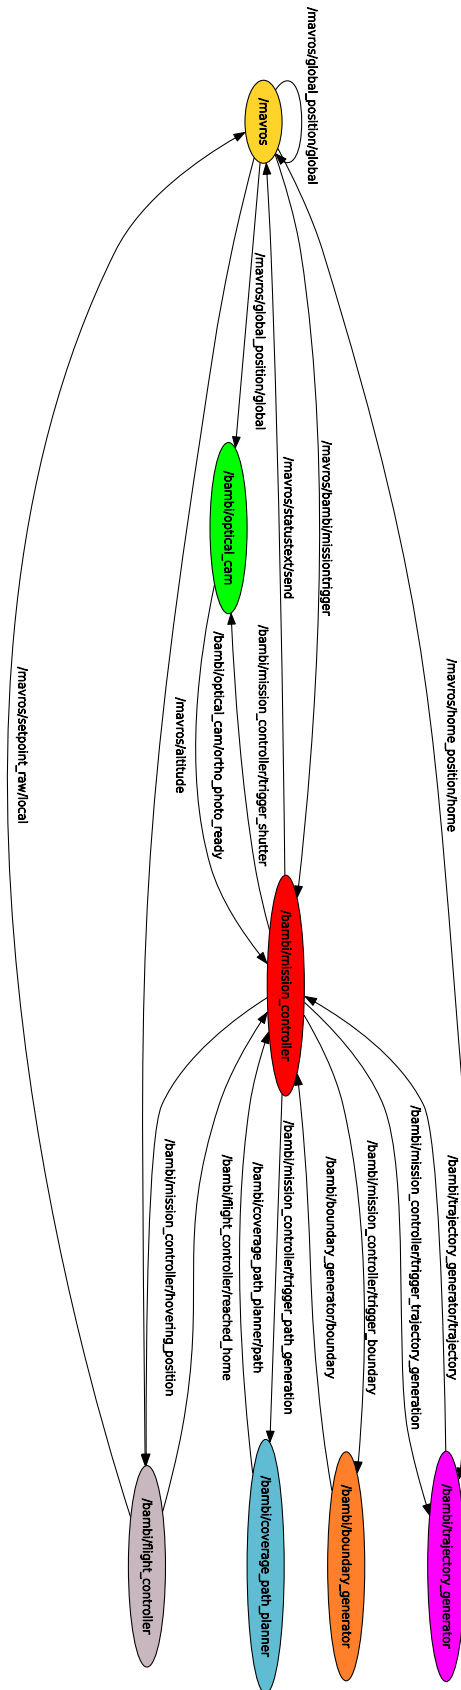 /mavros/global_position/global
/mavros
/mavros/global_position/global
/mavros/bambi/missiontrigger
/mavros/statustext/send
/bambi/optical_cam
/bambi/mission_controller/trigger_shutter
/bambi/optical_cam/ortho_photo_ready
/mavros/home_position/home
/mavros/setpoint_raw/local
/mavros/altitude
/bambi/mission_controller
/bambi/trajectory_generator/trajectory
/bambi/mission_controller/trigger_trajectory_generation
/bambi/mission_controller/trigger_boundary
/bambi/boundary_generator/boundary
/bambi/mission_controller/trigger_path_generation
/bambi/coverage_path_planner/path
/bambi/flight_controller/reached_home
/bambi/mission_controller/hovering_position
/bambi/trajectory_generator
/bambi/boundary_generator
/bambi/coverage_path_planner
/bambi/flight_controller